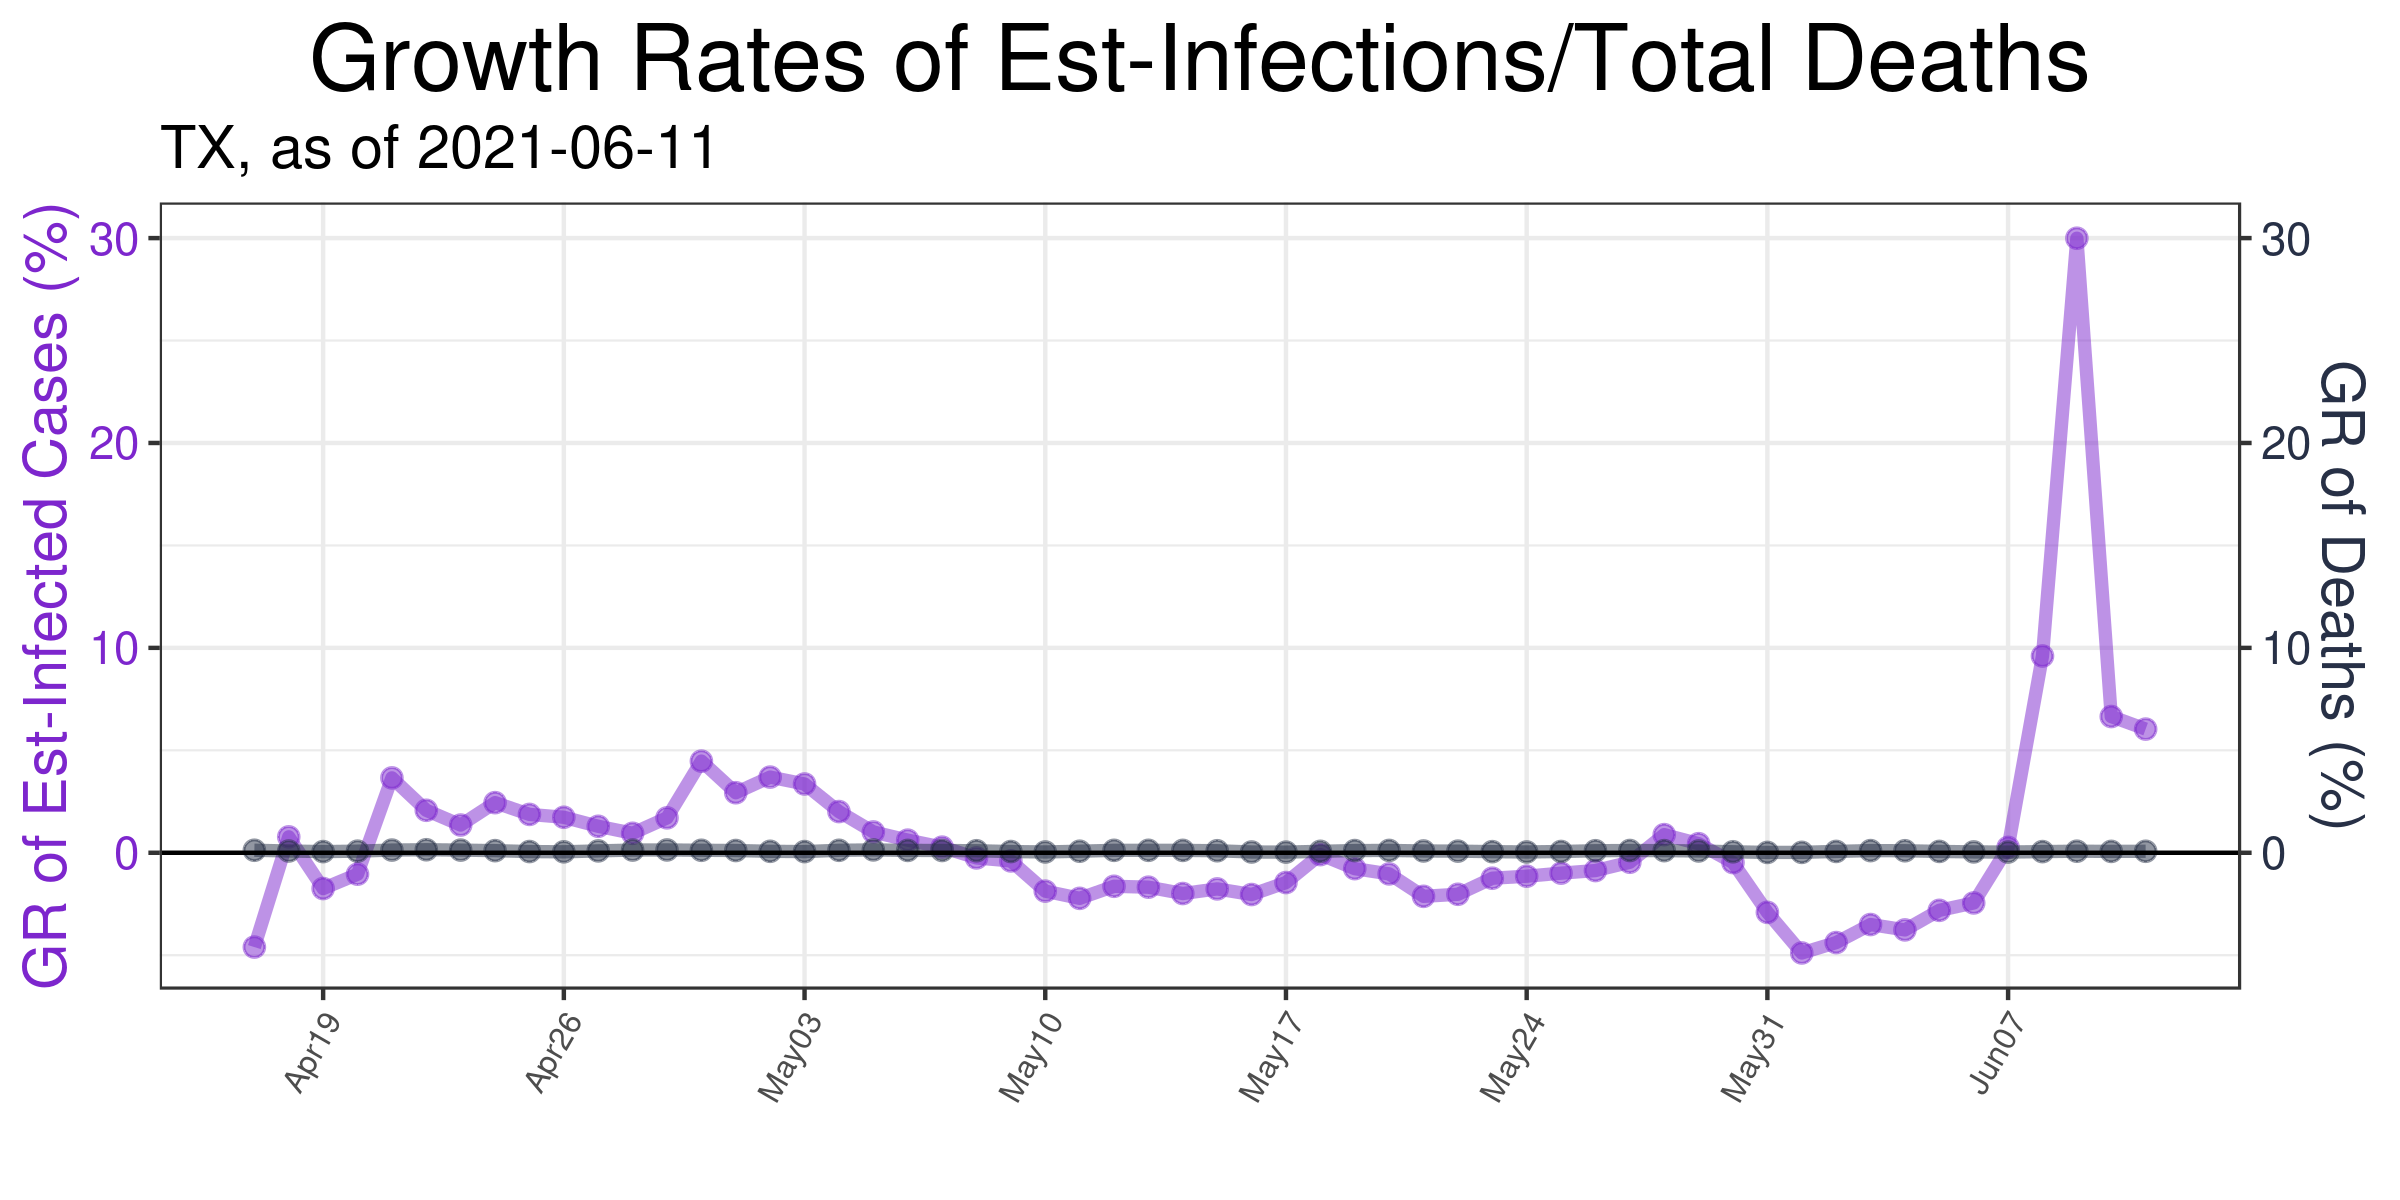 Growth Rates of Est-Infections/Total Deaths
TX, as of 2021-06-11
GR of Est-Infected Cases (%)
30
20
10
0
30
20
10
0
GR of Deaths (%)
Apr19
Apr26
May03
May10
May17
May24
May31
Jun07